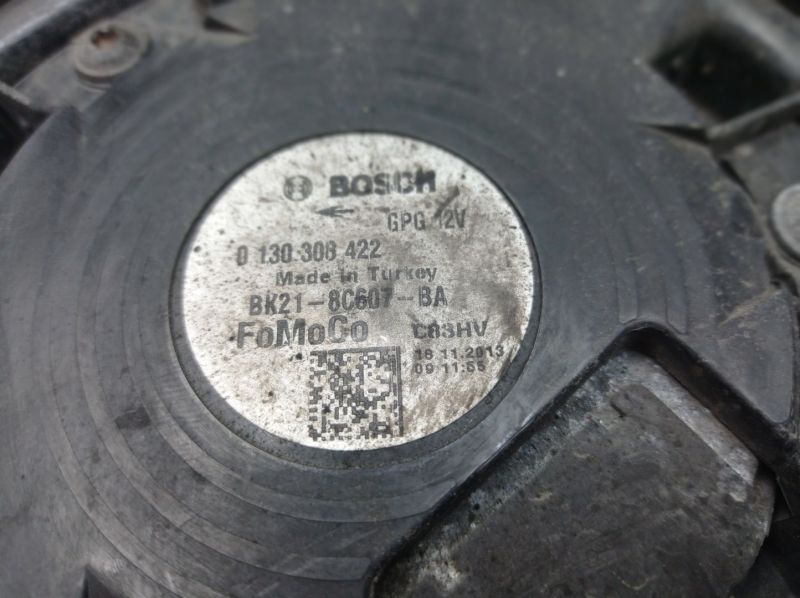 BOSCH
GPG 12V
0 130 308 422
Made in Turkey
BK21-8C607-BA
FoMoCo C83HV
18.11.2013
09:11:55